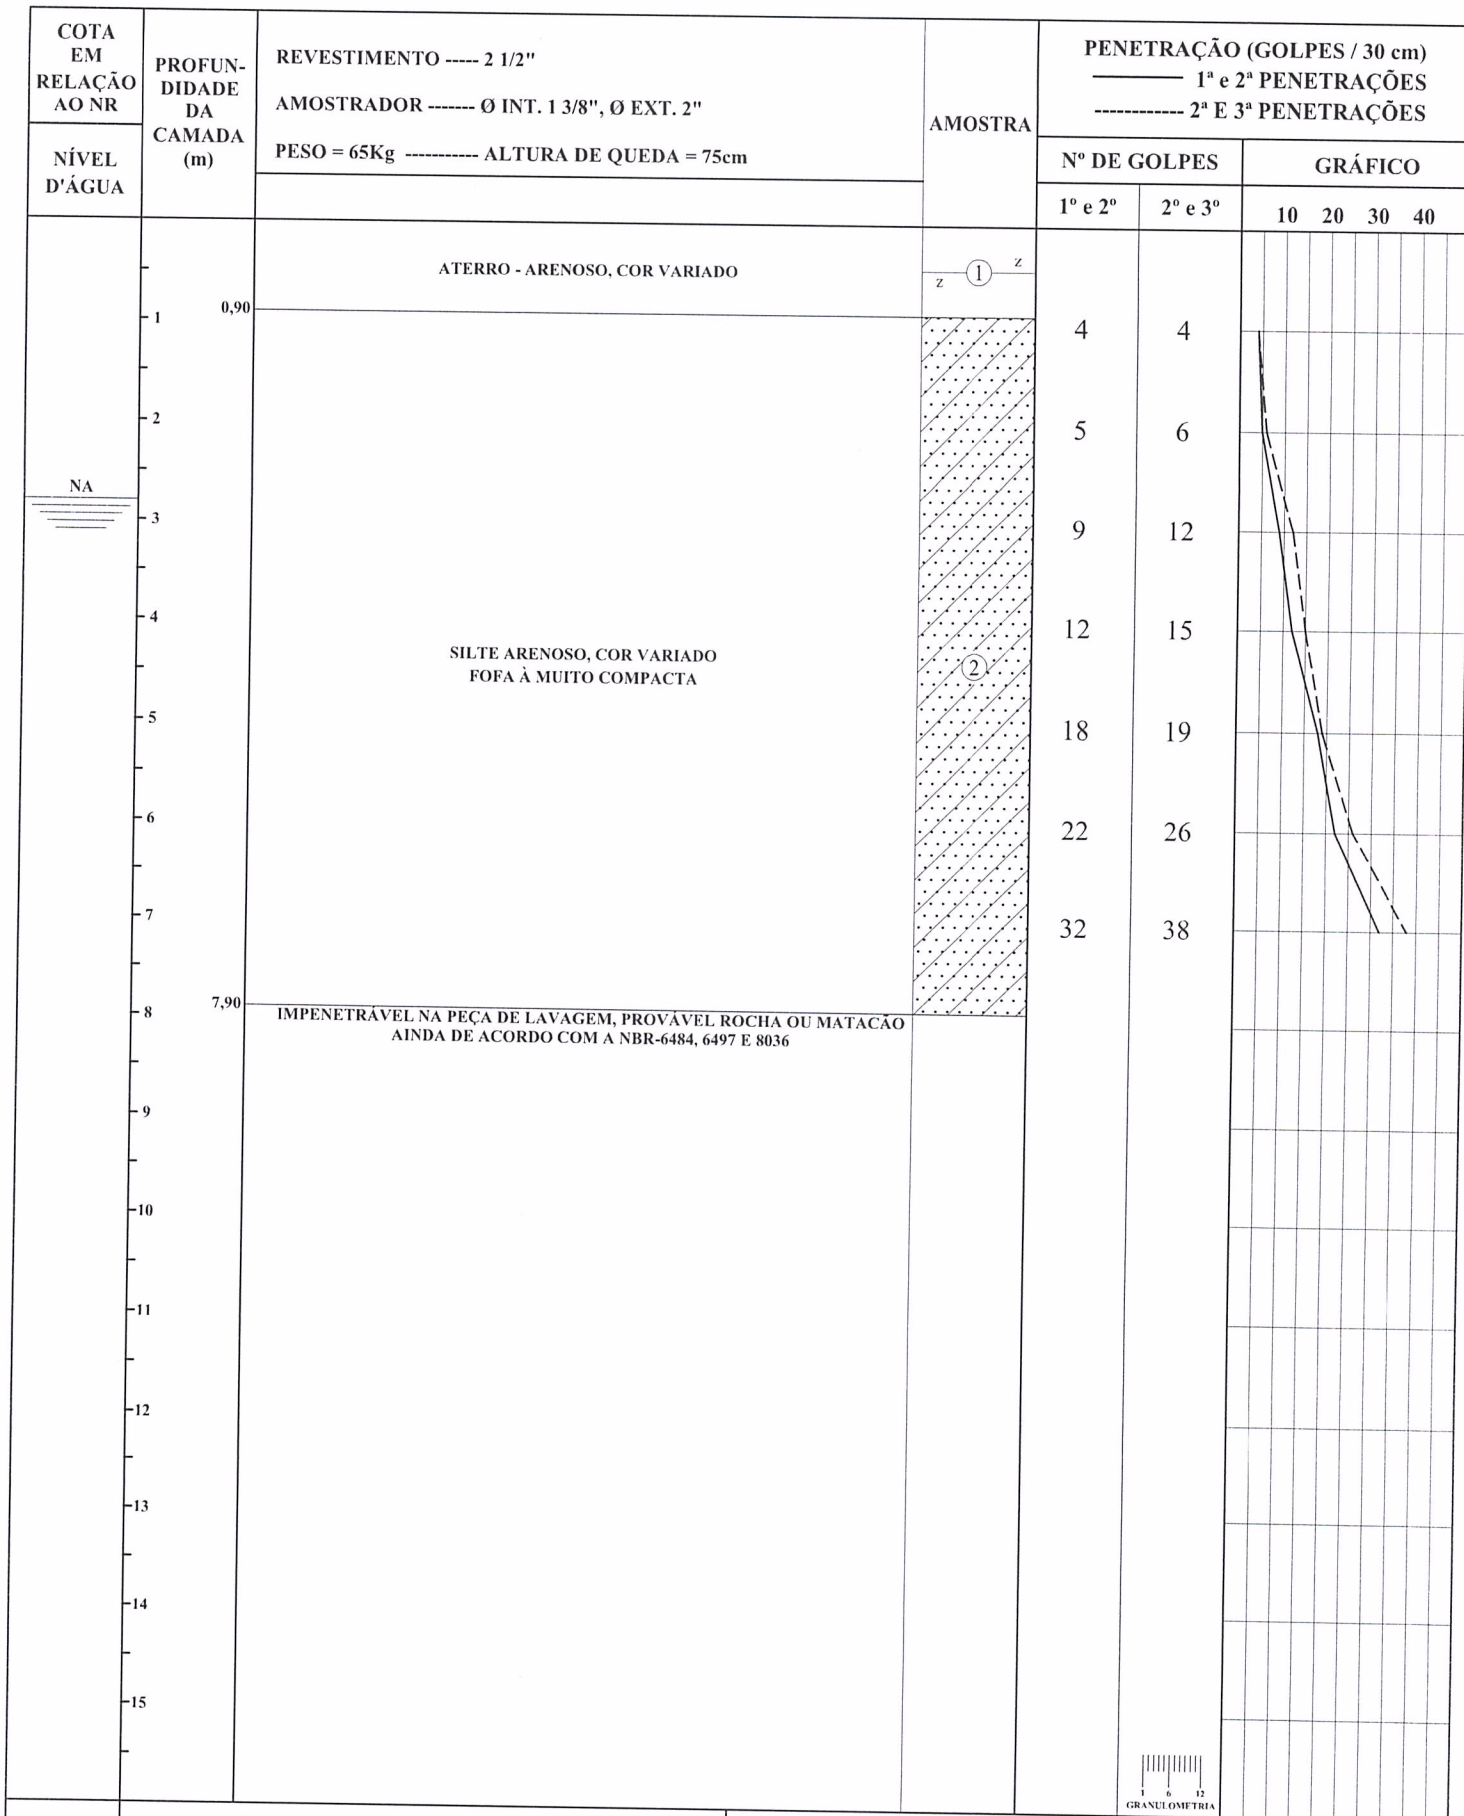 COTA
EM
RELAÇÃO
AO NR
NÍVEL
D'ÁGUA
PROFUN-
DIDADE
DA
CAMADA
(m)
REVESTIMENTO ----- 2 1/2"
AMOSTRADOR ------- Ø INT. 1 3/8", Ø EXT. 2"
PESO = 65Kg ----------- ALTURA DE QUEDA = 75cm
AMOSTRA
PENETRAÇÃO (GOLPES / 30 cm)
1ª e 2ª PENETRAÇÕES
------------ 2ª E 3ª PENETRAÇÕES
Nº DE GOLPES
GRÁFICO
1º e 2º
2º e 3º
10 20 30 40
ATERRO - ARENOSO, COR VARIADO
z 1 z
0,90
1
4 4
2
5 6
NA
3
9 12
4
12 15
SILTE ARENOSO, COR VARIADO
FOFA À MUITO COMPACTA
2
5
18 19
6
22 26
7
32 38
7,90
8
IMPENETRÁVEL NA PEÇA DE LAVAGEM, PROVÁVEL ROCHA OU MATACÃO
AINDA DE ACORDO COM A NBR-6484, 6497 E 8036
9
10
11
12
13
14
15
1 6 12
GRANULOMETRIA